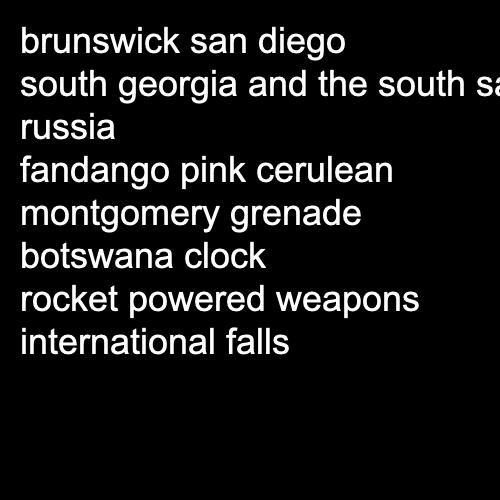 brunswick san diego
south georgia and the south
russia
fandango pink cerulean
montgomery grenade
botswana clock
rocket powered weapons
international falls